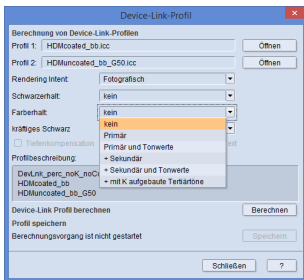 Device-Link-Profil
Berechnung von Device-Link-Profilen
Profil 1: HDMcoated_bb.icc Öffnen
Profil 2: HDMuncoated_bb_G50.icc Öffnen
Rendering Intent: Fotografisch
Schwarzerhalt: kein
Farberhalt: kein
kein
kräftiges Schwarz
Primär
Tiefenkompensation
Primär und Tonwerte
Profilbeschreibung:
+ Sekundär
+ Sekundär und Tonwerte
DevLnk_perc_noK_noC
+ mit K aufgebaute Tertiärtöne
HDMcoated_bb
HDMuncoated_bb_G50
Device-Link Profil berechnen Berechnen
Profil speichern
Berechnungsvorgang ist nicht gestartet Speichern
Schließen ?